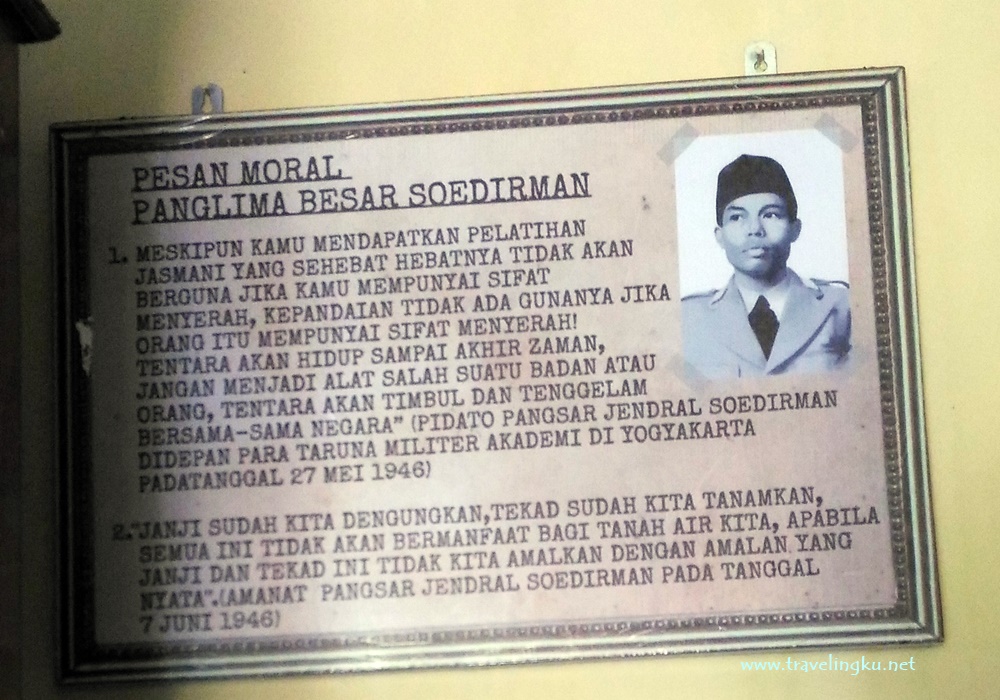 PESAN MORAL
PANGLIMA BESAR SOEDIRMAN
1. MESKIPUN KAMU MENDAPATKAN PELATIHAN
JASMANI YANG SEHEBAT HEBATNYA TIDAK AKAN
BERGUNA JIKA KAMU MEMPUNYAI SIFAT
MENYERAH, KEPANDAIAN TIDAK ADA GUNANYA JIKA
ORANG ITU MEMPUNYAI SIFAT MENYERAH!
TENTARA AKAN HIDUP SAMPAI AKHIR ZAMAN,
JANGAN MENJADI ALAT SALAH SUATU BADAN ATAU
ORANG, TENTARA AKAN TIMBUL DAN TENGGELAM
BERSAMA-SAMA NEGARA" (PIDATO PANGSAR JENDRAL SOEDIRMAN
DIDEPAN PARA TARUNA MILITER AKADEMI DI YOGYAKARTA
PADATANGGAL 27 MEI 1946)
2."JANJI SUDAH KITA DENGUNGKAN,TEKAD SUDAH KITA TANAMKAN,
SEMUA INI TIDAK AKAN BERMANFAAT BAGI TANAH AIR KITA, APABILA
JANJI DAN TEKAD INI TIDAK KITA AMALKAN DENGAN AMALAN YANG
NYATA".(AMANAT PANGSAR JENDRAL SOEDIRMAN PADA TANGGAL
7 JUNI 1946)
www.travelingku.net